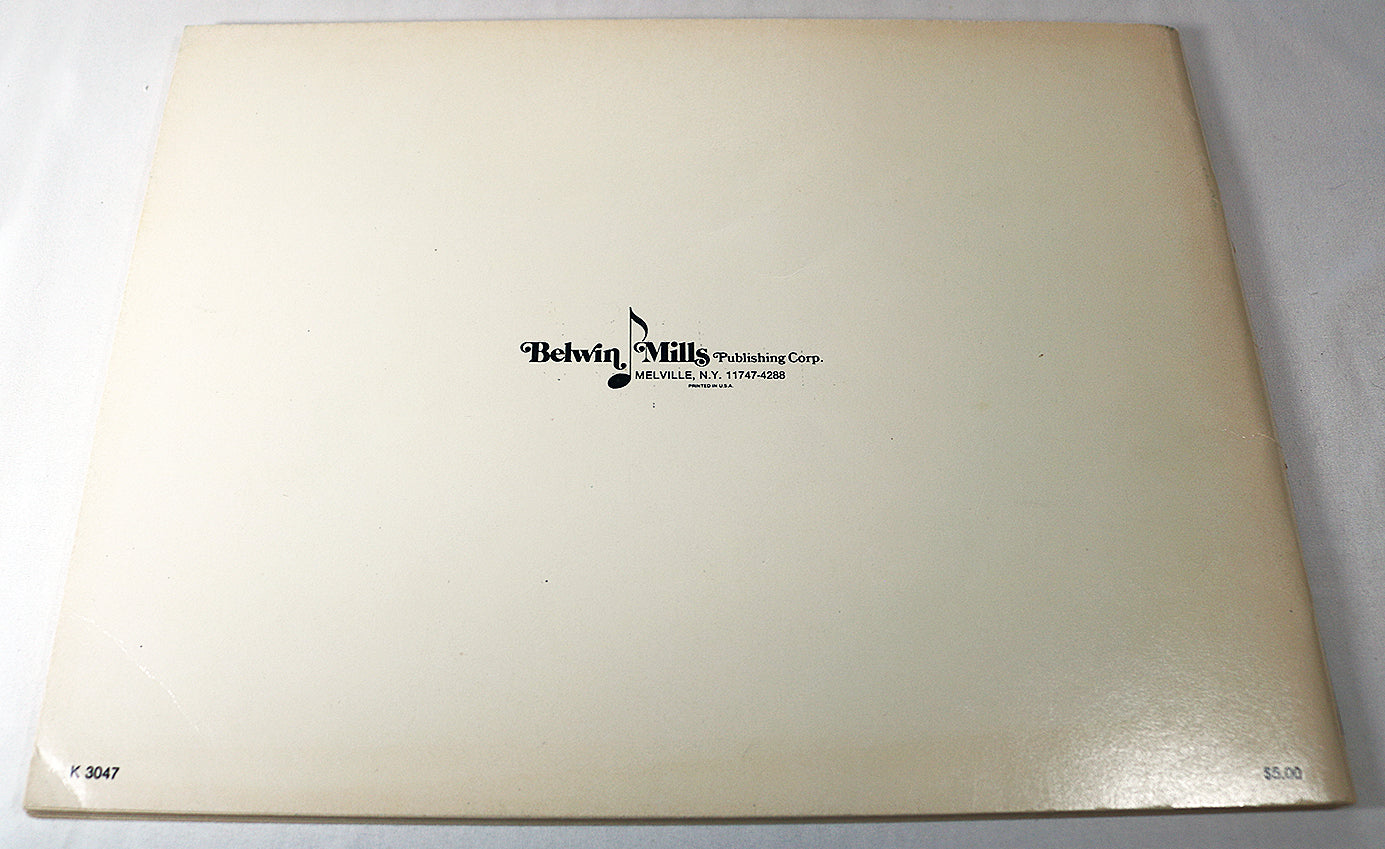 Belwin Mills Publishing Corp.
MELVILLE, N.Y. 11747-4288
PRINTED IN U.S.A.
K 3047
$5.00